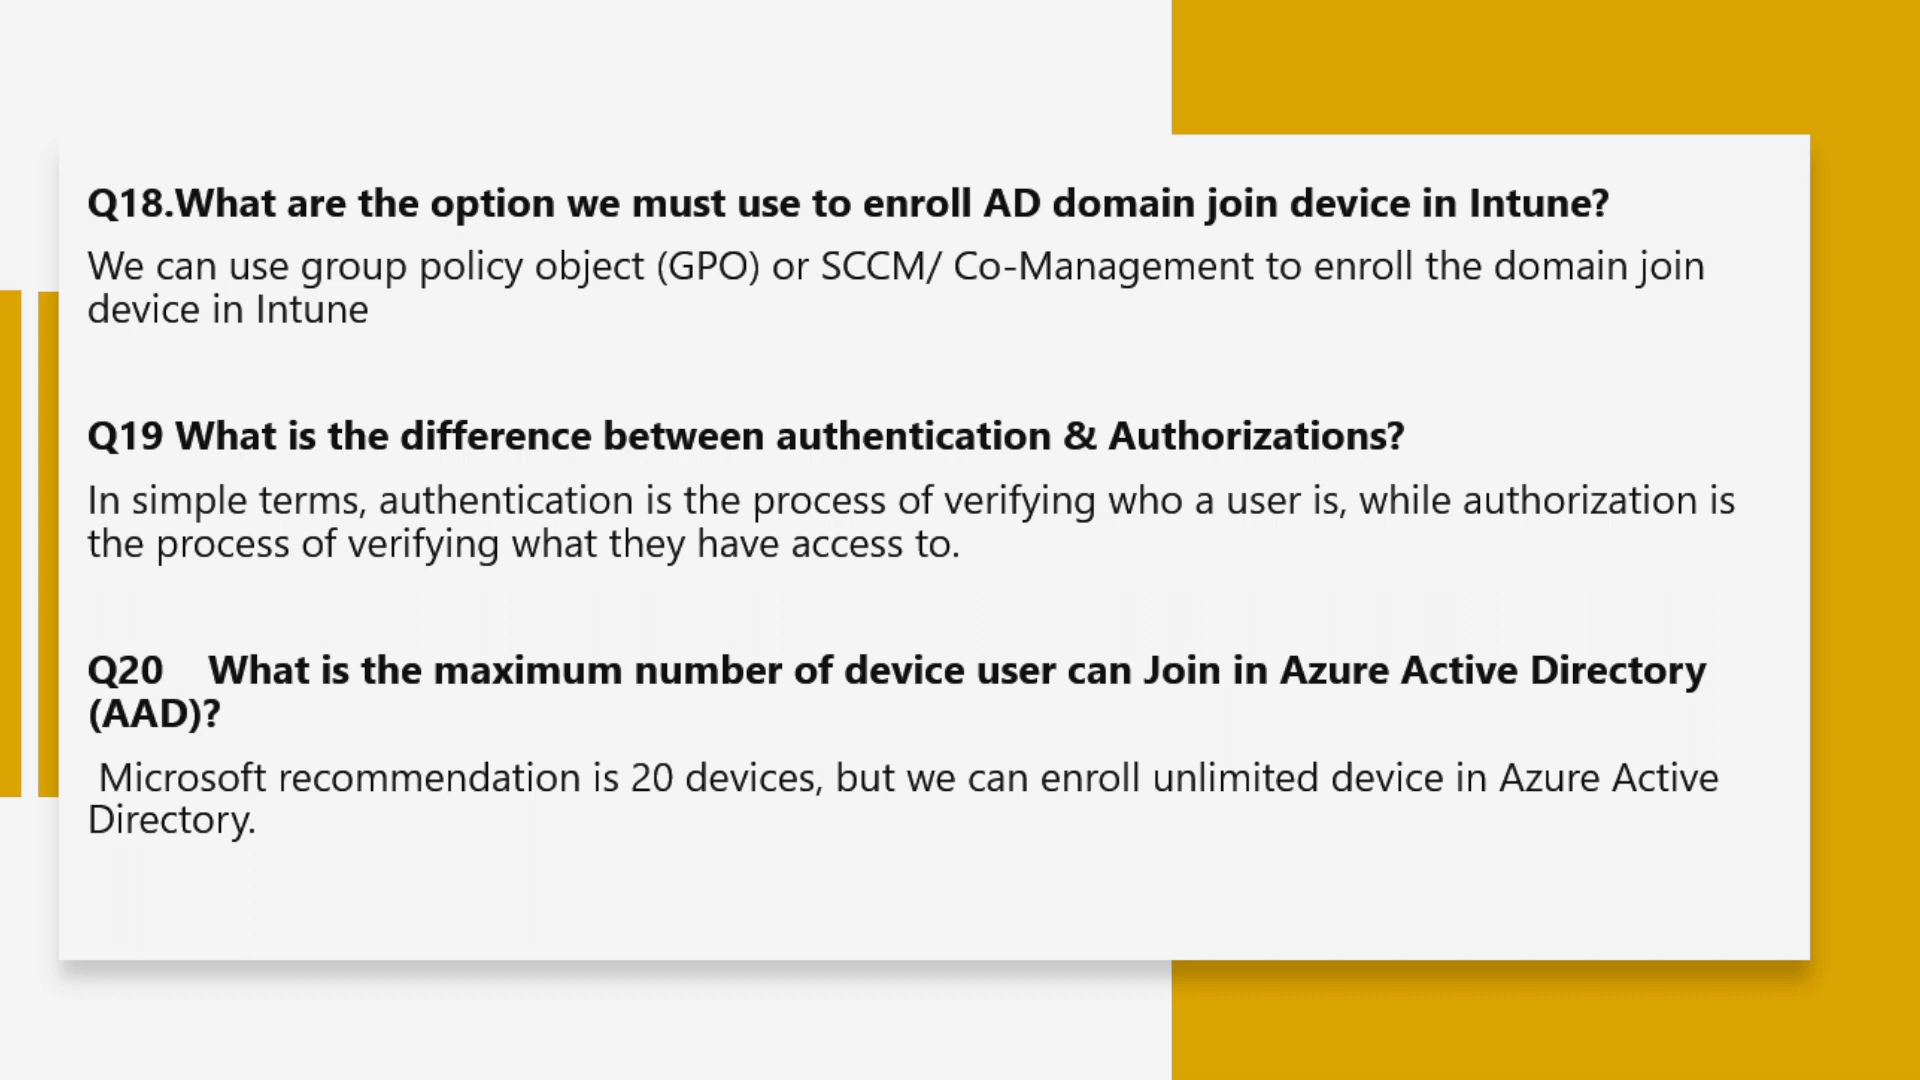 Q18.What are the option we must use to enroll AD domain join device in Intune?
We can use group policy object (GPO) or SCCM/ Co-Management to enroll the domain join
device in Intune
Q19 What is the difference between authentication & Authorizations?
In simple terms, authentication is the process of verifying who a user is, while authorization is
the process of verifying what they have access to.
Q20    What is the maximum number of device user can Join in Azure Active Directory
(AAD)?
Microsoft recommendation is 20 devices, but we can enroll unlimited device in Azure Active
Directory.